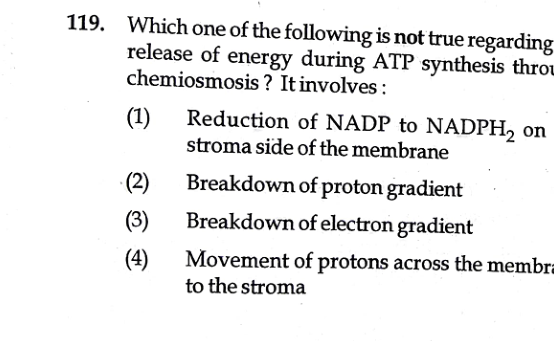 119. Which one of the following is not true regarding
release of energy during ATP synthesis
chemiosmosis ? It involves :
(1) Reduction of NADP to NADPH₂ on
stroma side of the membrane
(2) Breakdown of proton gradient
(3) Breakdown of electron gradient
(4) Movement of protons across the
to the stroma